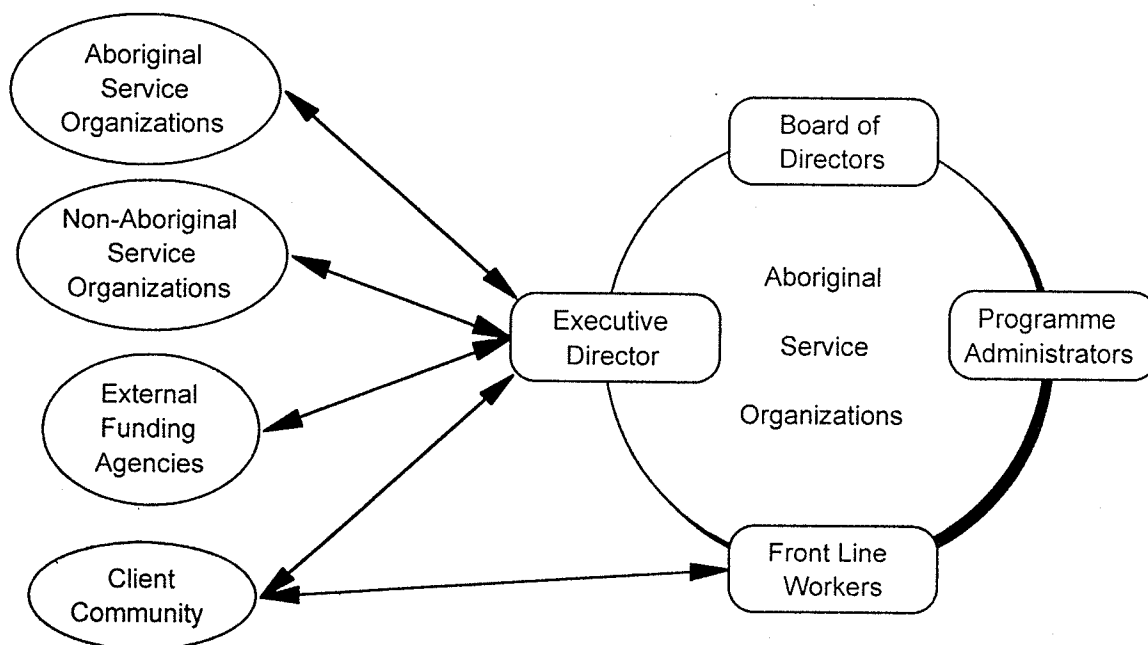 Aboriginal
Service
Organizations
Non-Aboriginal
Service
Organizations
External
Funding
Agencies
Client
Community
Executive
Director
Board of
Directors
Aboriginal
Service
Organizations
Programme
Administrators
Front Line
Workers